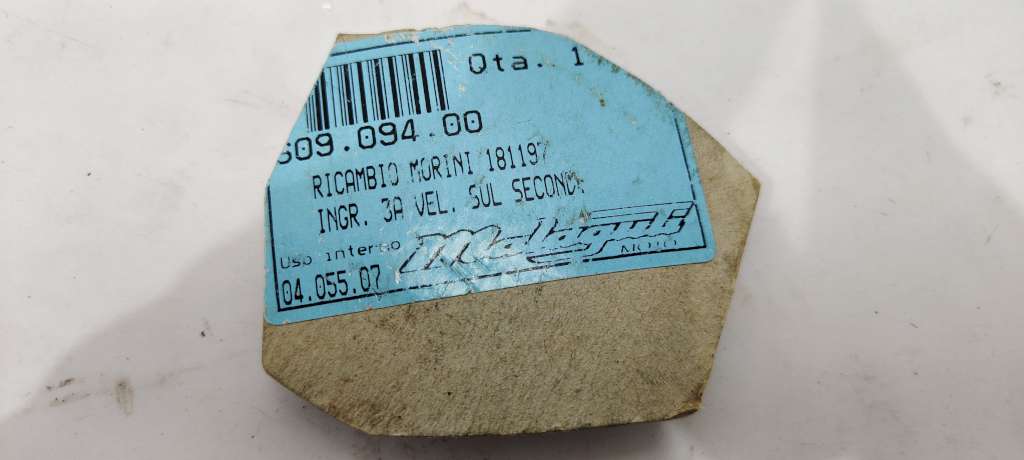 Qta. 1
609.094.00
RICAMBIO MORINI 181197
INGR. 3A VEL. SUL SECOND
Uso interno
Malaguti
MOTO
04.055.07